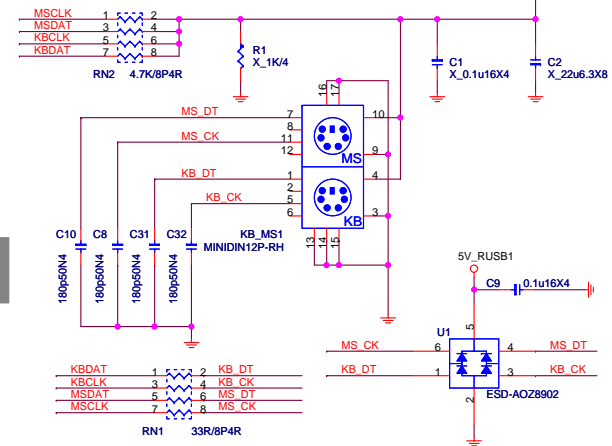 MSCLK 1 2
MSDAT 3 4
KBCLK 5 6
KBDAT 7 8
RN2 4.7K/8P4R
R1
X_1K/4
C1
X_0.1u16X4
C2
X_22u6.3X8
16 17
MS_DT 7 10
8
MS_CK 11
12 9
MS
KB_DT 1 4
2
KB_CK 5
6 3
KB
13 14 15
KB_MS1
MINIDIN12P-RH
C10 C8 C31 C32
180p50N4 180p50N4 180p50N4 180p50N4
5V_RUSB1
C9 0.1u16X4
U1
5
MS_CK 6 4 MS_DT
KB_DT 1 3 KB_CK
2
ESD-AOZ8902
KBDAT 1 2 KB_DT
KBCLK 3 4 KB_CK
MSDAT 5 6 MS_DT
MSCLK 7 8 MS_CK
RN1 33R/8P4R